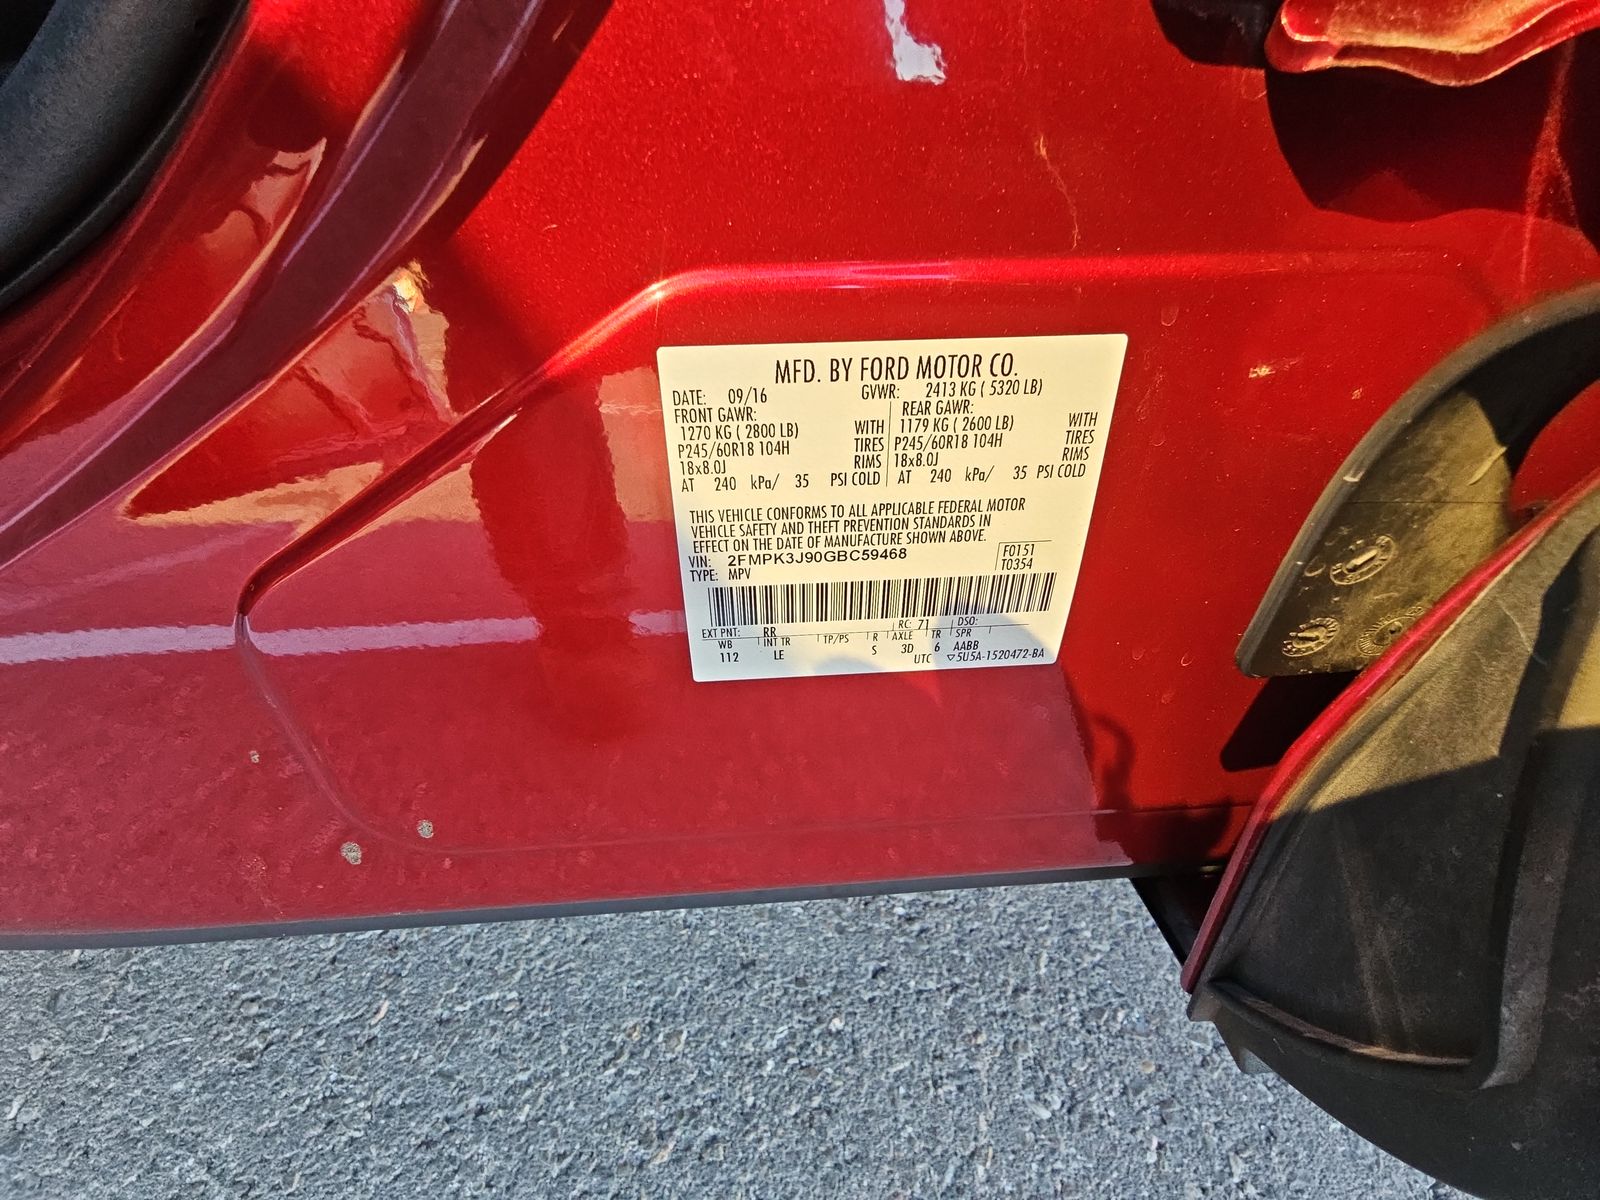 MFD. BY FORD MOTOR CO.
DATE: 09/16 GVWR: 2413 KG ( 5320 LB)
FRONT GAWR: REAR GAWR:
1270 KG ( 2800 LB) WITH 1179 KG ( 2600 LB) WITH
P245/60R18 104H TIRES P245/60R18 104H TIRES
18x8.0J RIMS 18x8.0J RIMS
AT 240 kPa/ 35 PSI COLD AT 240 kPa/ 35 PSI COLD
THIS VEHICLE CONFORMS TO ALL APPLICABLE FEDERAL MOTOR
VEHICLE SAFETY AND THEFT PREVENTION STANDARDS IN
EFFECT ON THE DATE OF MANUFACTURE SHOWN ABOVE.
VIN: 2FMPK3J90GBC59468 F0151
TYPE: MPV T0354
EXT PNT: RR RC: 71 DSO:
WB INT TR TP/PS R AXLE TR SPR
112 LE S 3D 6 AABB
UTC ▽5U5A-1520472-BA